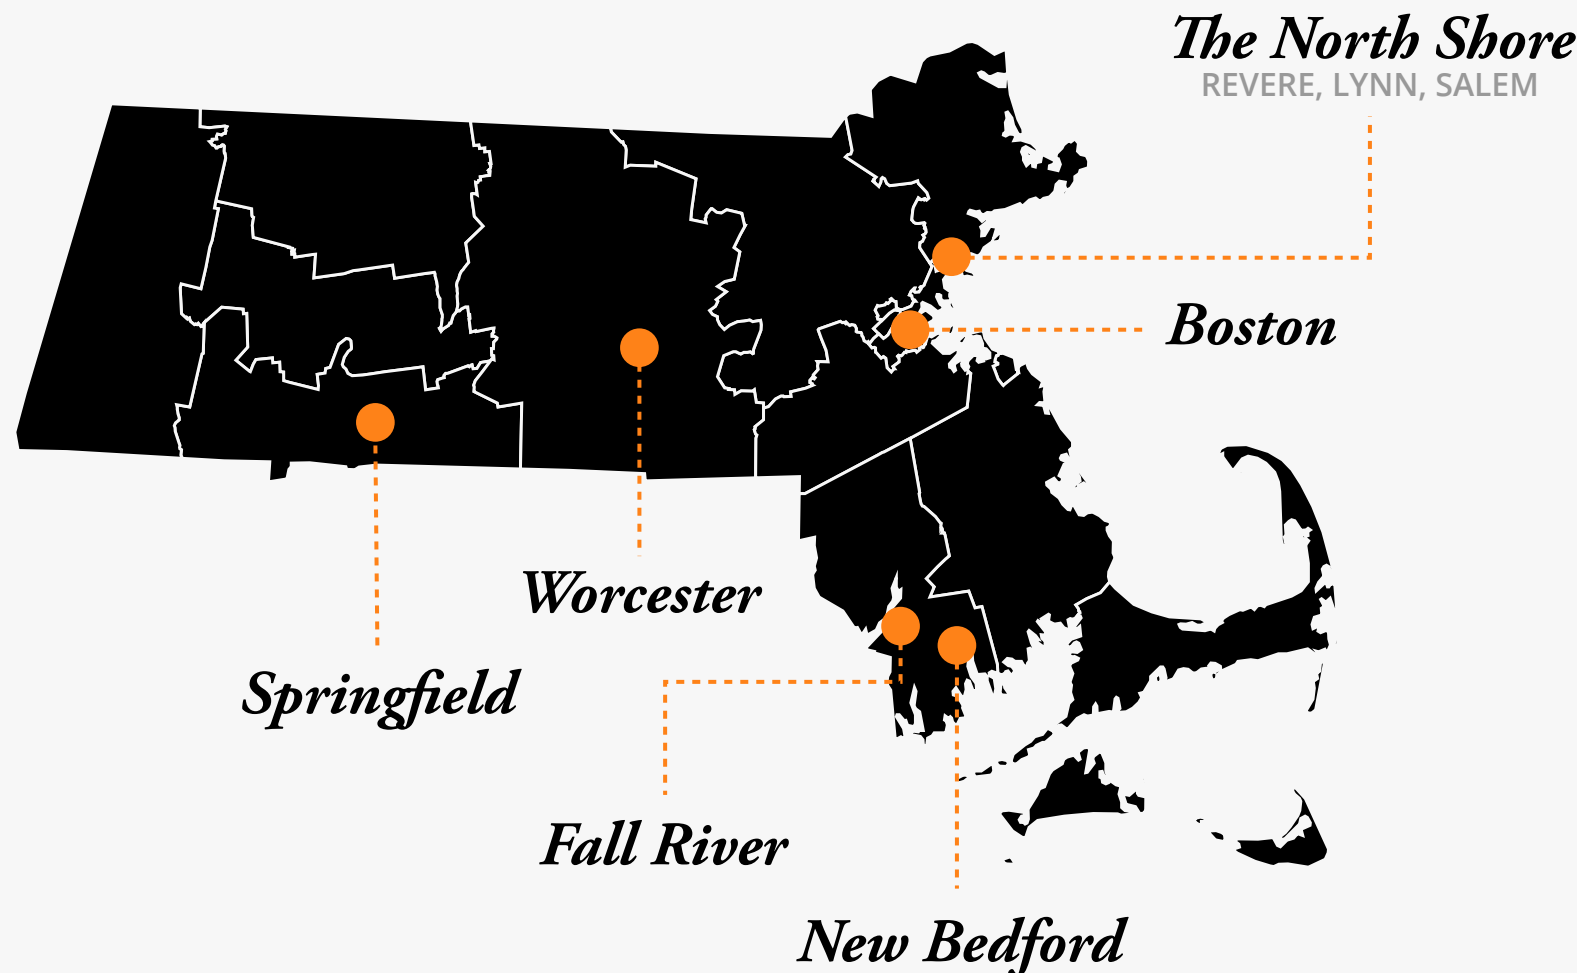 The North Shore
REVERE, LYNN, SALEM
Boston
Worcester
Springfield
Fall River
New Bedford